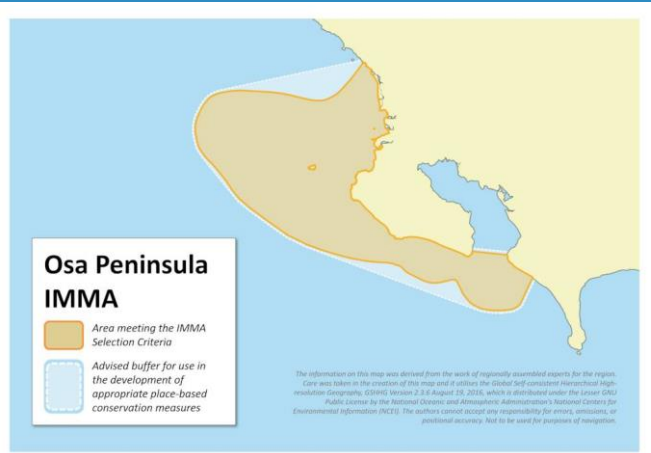 Osa Peninsula
IMMA
Area meeting the IMMA
Selection Criteria
Advised buffer for use in
the development of
appropriate place-based
conservation measures
The information on this map was derived from the work of regionally assembled experts for the region.
Care was taken in the creation of this map and it utilises the Global Self-consistent Hierarchical High-
resolution Geography, GSHHG Version 2.3.6 August 19, 2016, which is distributed under the Lesser GNU
Public License by the National Oceanic and Atmospheric Administration's National Centers for
Environmental Information (NCEI). The authors cannot accept any responsibility for errors, omissions, or
positional accuracy. Not to be used for purposes of navigation.